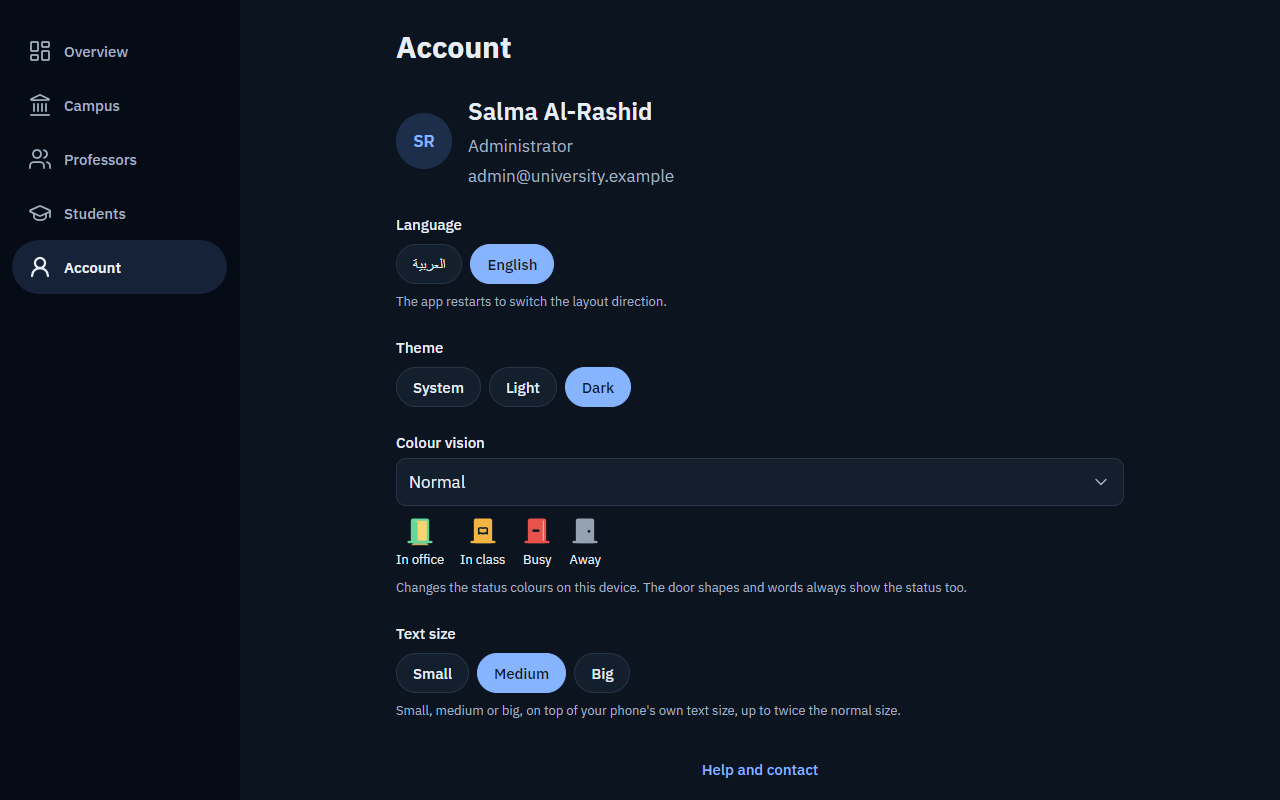 Overview
Campus
Professors
Students
Account
Account
SR
Salma Al-Rashid
Administrator
admin@university.example
Language
العربية
English
The app restarts to switch the layout direction.
Theme
System
Light
Dark
Colour vision
Normal
In office
In class
Busy
Away
Changes the status colours on this device. The door shapes and words always show the status too.
Text size
Small
Medium
Big
Small, medium or big, on top of your phone's own text size, up to twice the normal size.
Help and contact